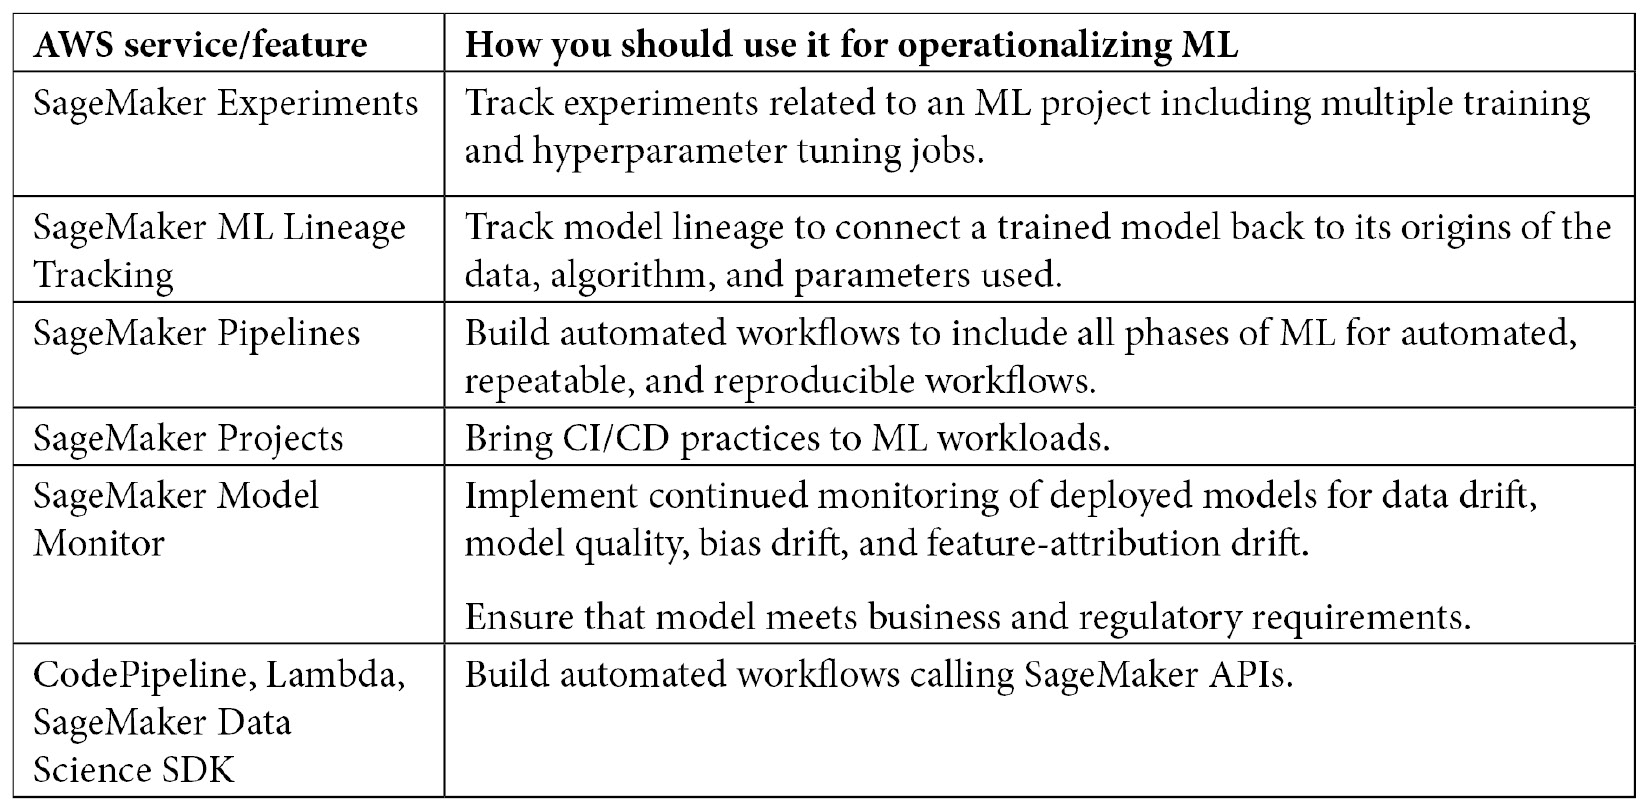 AWS service/feature
How you should use it for operationalizing ML
SageMaker Experiments
Track experiments related to an ML project including multiple training
and hyperparameter tuning jobs.
SageMaker ML Lineage
Tracking
Track model lineage to connect a trained model back to its origins of the
data, algorithm, and parameters used.
SageMaker Pipelines
Build automated workflows to include all phases of ML for automated,
repeatable, and reproducible workflows.
SageMaker Projects
Bring CI/CD practices to ML workloads.
SageMaker Model
Monitor
Implement continued monitoring of deployed models for data drift,
model quality, bias drift, and feature-attribution drift.
Ensure that model meets business and regulatory requirements.
CodePipeline, Lambda,
SageMaker Data
Science SDK
Build automated workflows calling SageMaker APIs.